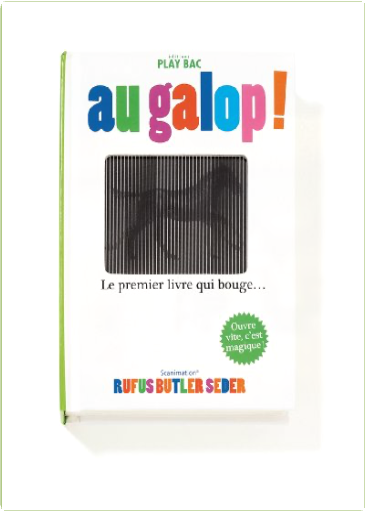 éditions
PLAY BAC
au galop!
Le premier livre qui bouge...
Ouvre
vite, c'est
magique!
Scanimation®
RUFUS BUTLER SEDER